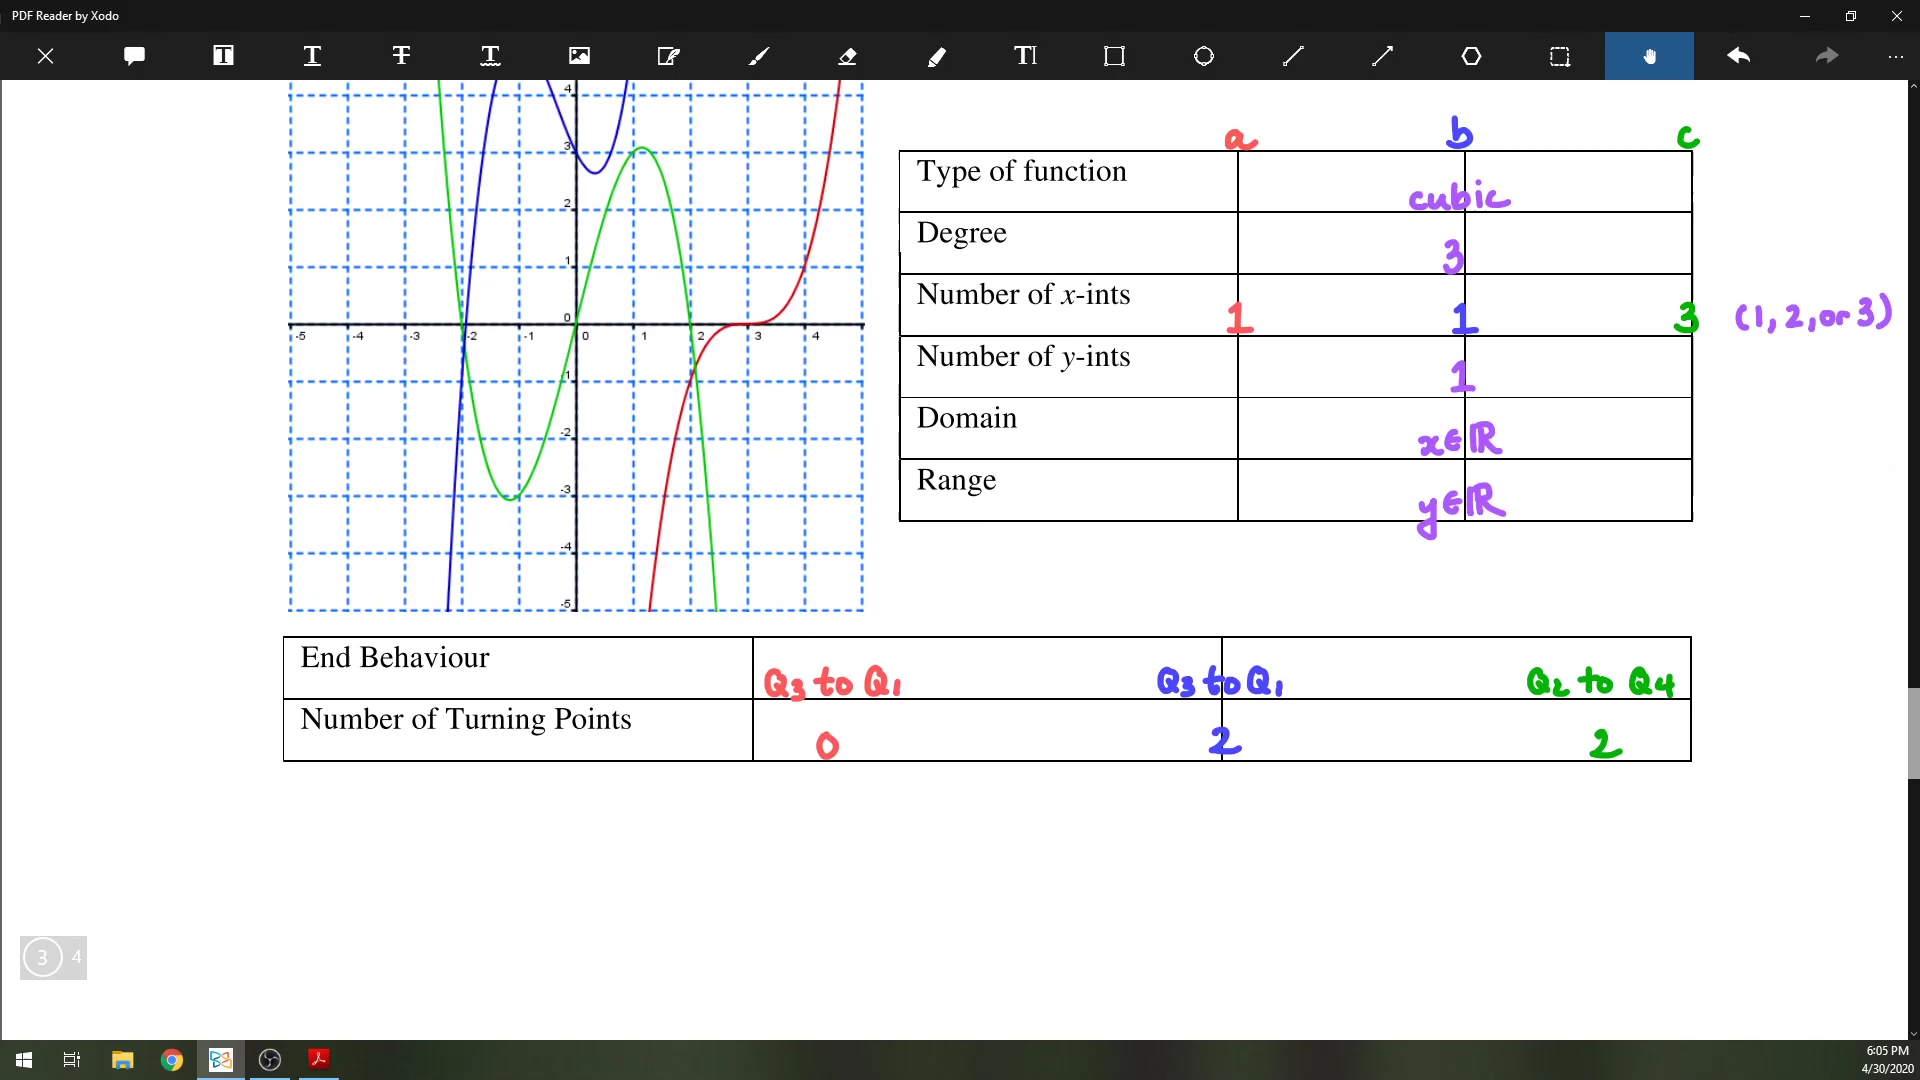 PDF Reader by Xodo
4
3
2
1
0
-5 -4 -3 -2 -1 0 1 2 3 4
-1
-2
-3
-4
-5
a b c
Type of function cubic
Degree 3
Number of x-ints 1 1 3 (1, 2, or 3)
Number of y-ints 1
Domain x∈ℝ
Range y∈ℝ
End Behaviour Q3 to Q1 Q3 to Q1 Q2 to Q4
Number of Turning Points 0 2 2
3 4
6:05 PM
4/30/2020